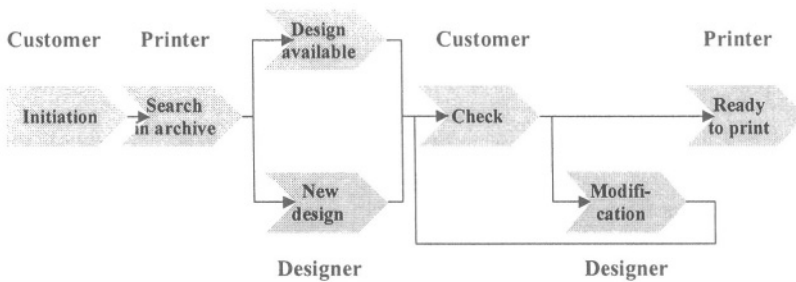 Customer
Printer
Design
available
Customer
Printer
Initiation
Search
in archive
Check
Ready
to print
New
design
Modifi-
cation
Designer
Designer